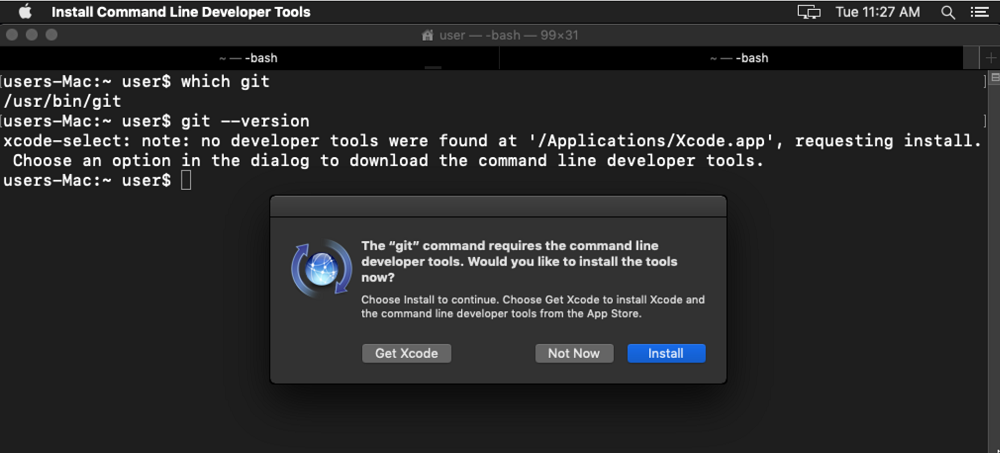 Install Command Line Developer Tools
Tue 11:27 AM
user — -bash — 99×31
~ — -bash
~ — -bash
users-Mac:~ user$ which git
/usr/bin/git
users-Mac:~ user$ git --version
xcode-select: note: no developer tools were found at '/Applications/Xcode.app', requesting install.
Choose an option in the dialog to download the command line developer tools.
users-Mac:~ user$
The “git” command requires the command line
developer tools. Would you like to install the tools
now?
Choose Install to continue. Choose Get Xcode to install Xcode and
the command line developer tools from the App Store.
Get Xcode
Not Now
Install